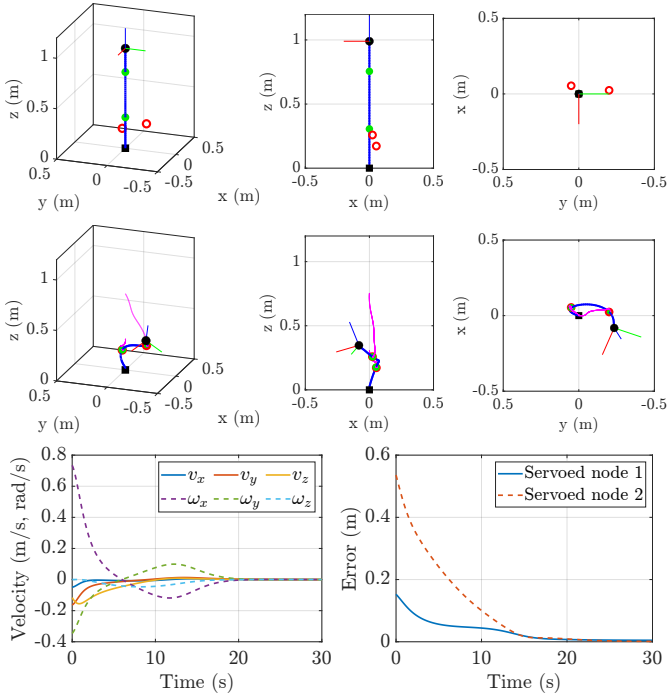 1
0.5
0
z (m)
0.5
0
-0.5
y (m)
0.5
0
-0.5
x (m)
1
0.5
0
z (m)
-0.5
0
0.5
x (m)
0.5
0
-0.5
x (m)
0.5
0
-0.5
y (m)
1
0.5
0
z (m)
0.5
0
-0.5
y (m)
0.5
0
-0.5
x (m)
1
0.5
0
z (m)
-0.5
0
0.5
x (m)
0.5
0
-0.5
x (m)
0.5
0
-0.5
y (m)
0.8
0.6
0.4
0.2
0
-0.2
-0.4
Velocity (m/s, rad/s)
v_x v_y v_z
ω_x ω_y ω_z
0 10 20 30
Time (s)
0.6
0.4
0.2
0
Error (m)
Servoed node 1
Servoed node 2
0 10 20 30
Time (s)